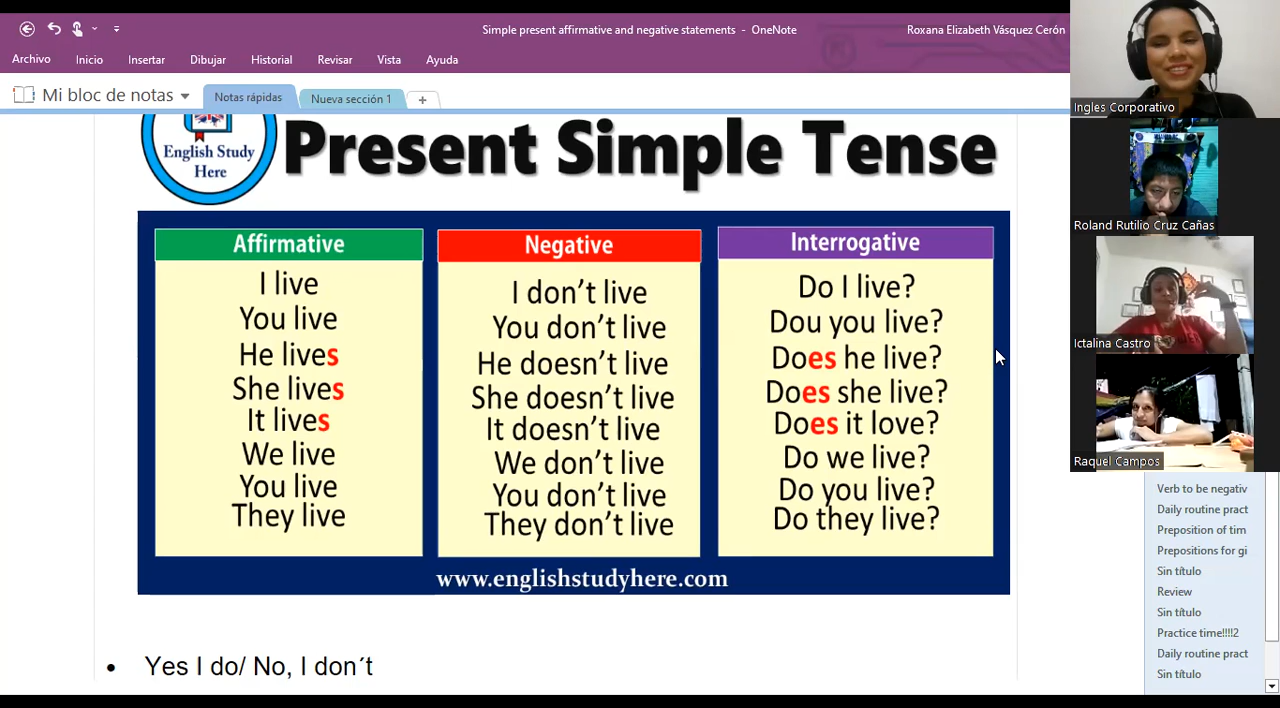 Simple present affirmative and negative statements - OneNote
Roxana Elizabeth Vásquez Cerón
Archivo
Inicio
Insertar
Dibujar
Historial
Revisar
Vista
Ayuda
Mi bloc de notas
Notas rápidas
Nueva sección 1
English Study
Here
Present Simple Tense
Affirmative
I live
You live
He lives
She lives
It lives
We live
You live
They live
Negative
I don't live
You don't live
He doesn't live
She doesn't live
It doesn't live
We don't live
You don't live
They don't live
Interrogative
Do I live?
Dou you live?
Does he live?
Does she live?
Does it love?
Do we live?
Do you live?
Do they live?
www.englishstudyhere.com
• Yes I do/ No, I don´t
Ingles Corporativo
Roland Rutilio Cruz Cañas
Ictalina Castro
Raquel Campos
Verb to be negativ
Daily routine pract
Preposition of tim
Prepositions for gi
Sin título
Review
Sin título
Practice time!!!!2
Daily routine pract
Sin título